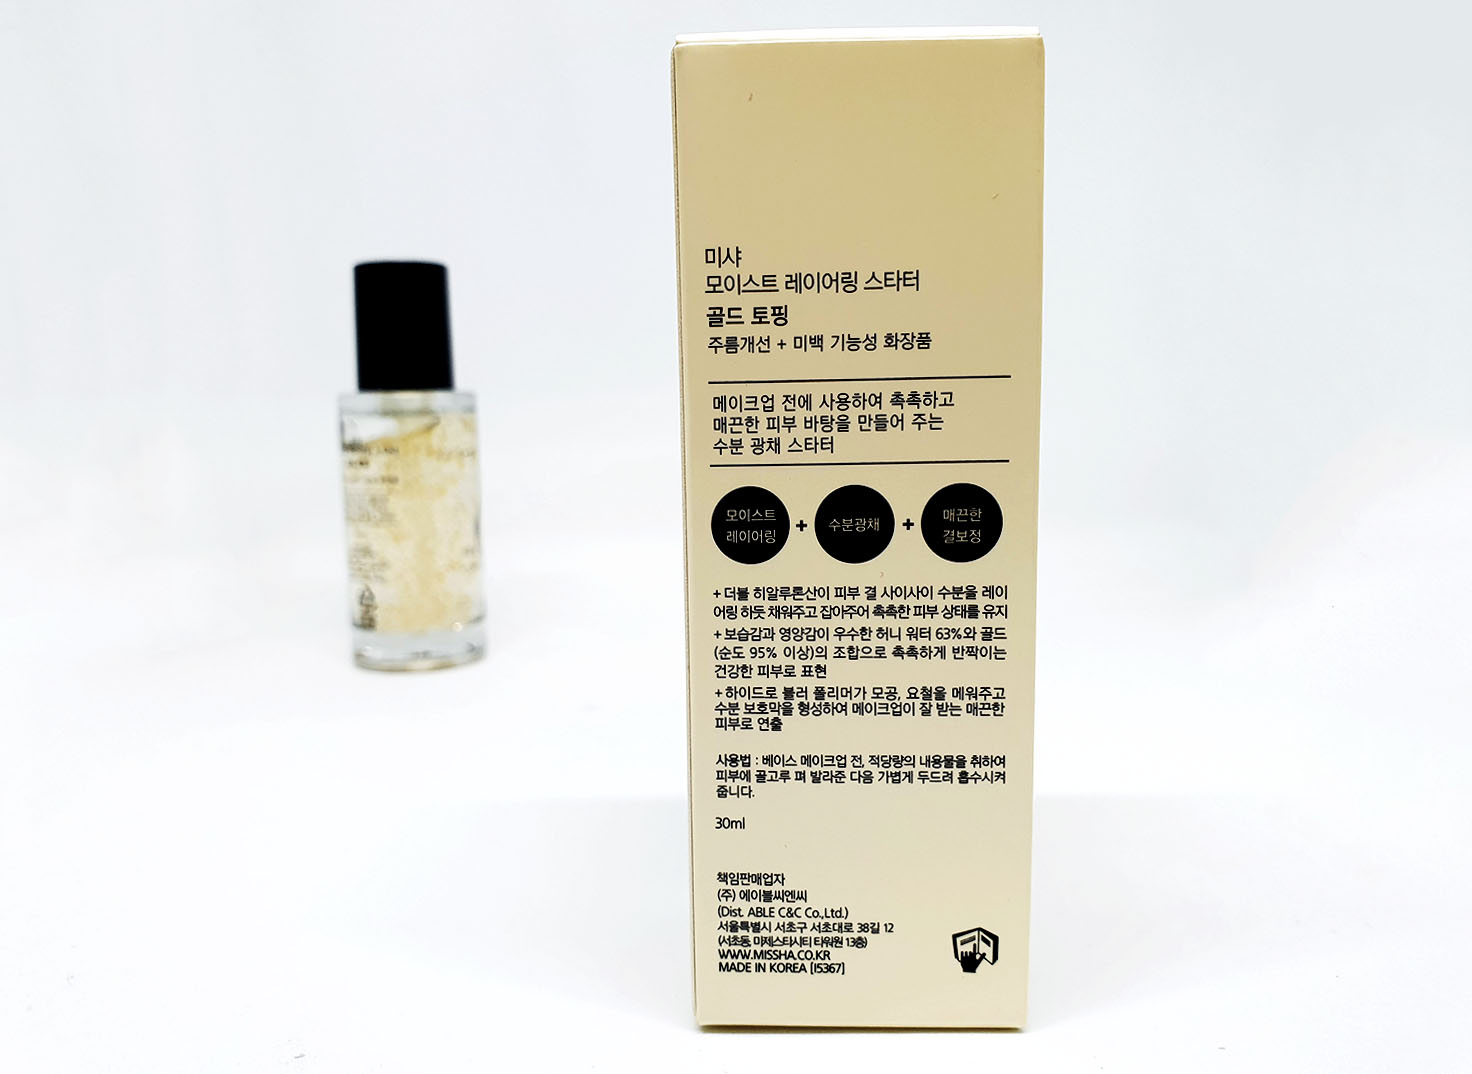 미샤
모이스트 레이어링 스타터
골드 토핑
주름개선 + 미백 기능성 화장품
메이크업 전에 사용하여 촉촉하고
매끈한 피부 바탕을 만들어 주는
수분 광채 스타터
모이스트
레이어링
+
수분광채
+
매끈한
결보정
+ 더블 히알루론산이 피부 결 사이사이 수분을 레이
어링 하듯 채워주고 잡아주어 촉촉한 피부 상태를 유지
+ 보습감과 영양감이 우수한 허니 워터 63%와 골드
(순도 95% 이상)의 조합으로 촉촉하게 반짝이는
건강한 피부로 표현
+ 하이드로 블러 폴리머가 모공, 요철을 메워주고
수분 보호막을 형성하여 메이크업이 잘 받는 매끈한
피부로 연출
사용법 : 베이스 메이크업 전, 적당량의 내용물을 취하여
피부에 골고루 펴 발라준 다음 가볍게 두드려 흡수시켜
줍니다.
30ml
책임판매업자
(주) 에이블씨엔씨
(Dist. ABLE C&C Co.,Ltd.)
서울특별시 서초구 서초대로 38길 12
(서초동, 마제스타시티 타워원 13층)
WWW.MISSHA.CO.KR
MADE IN KOREA [I5367]